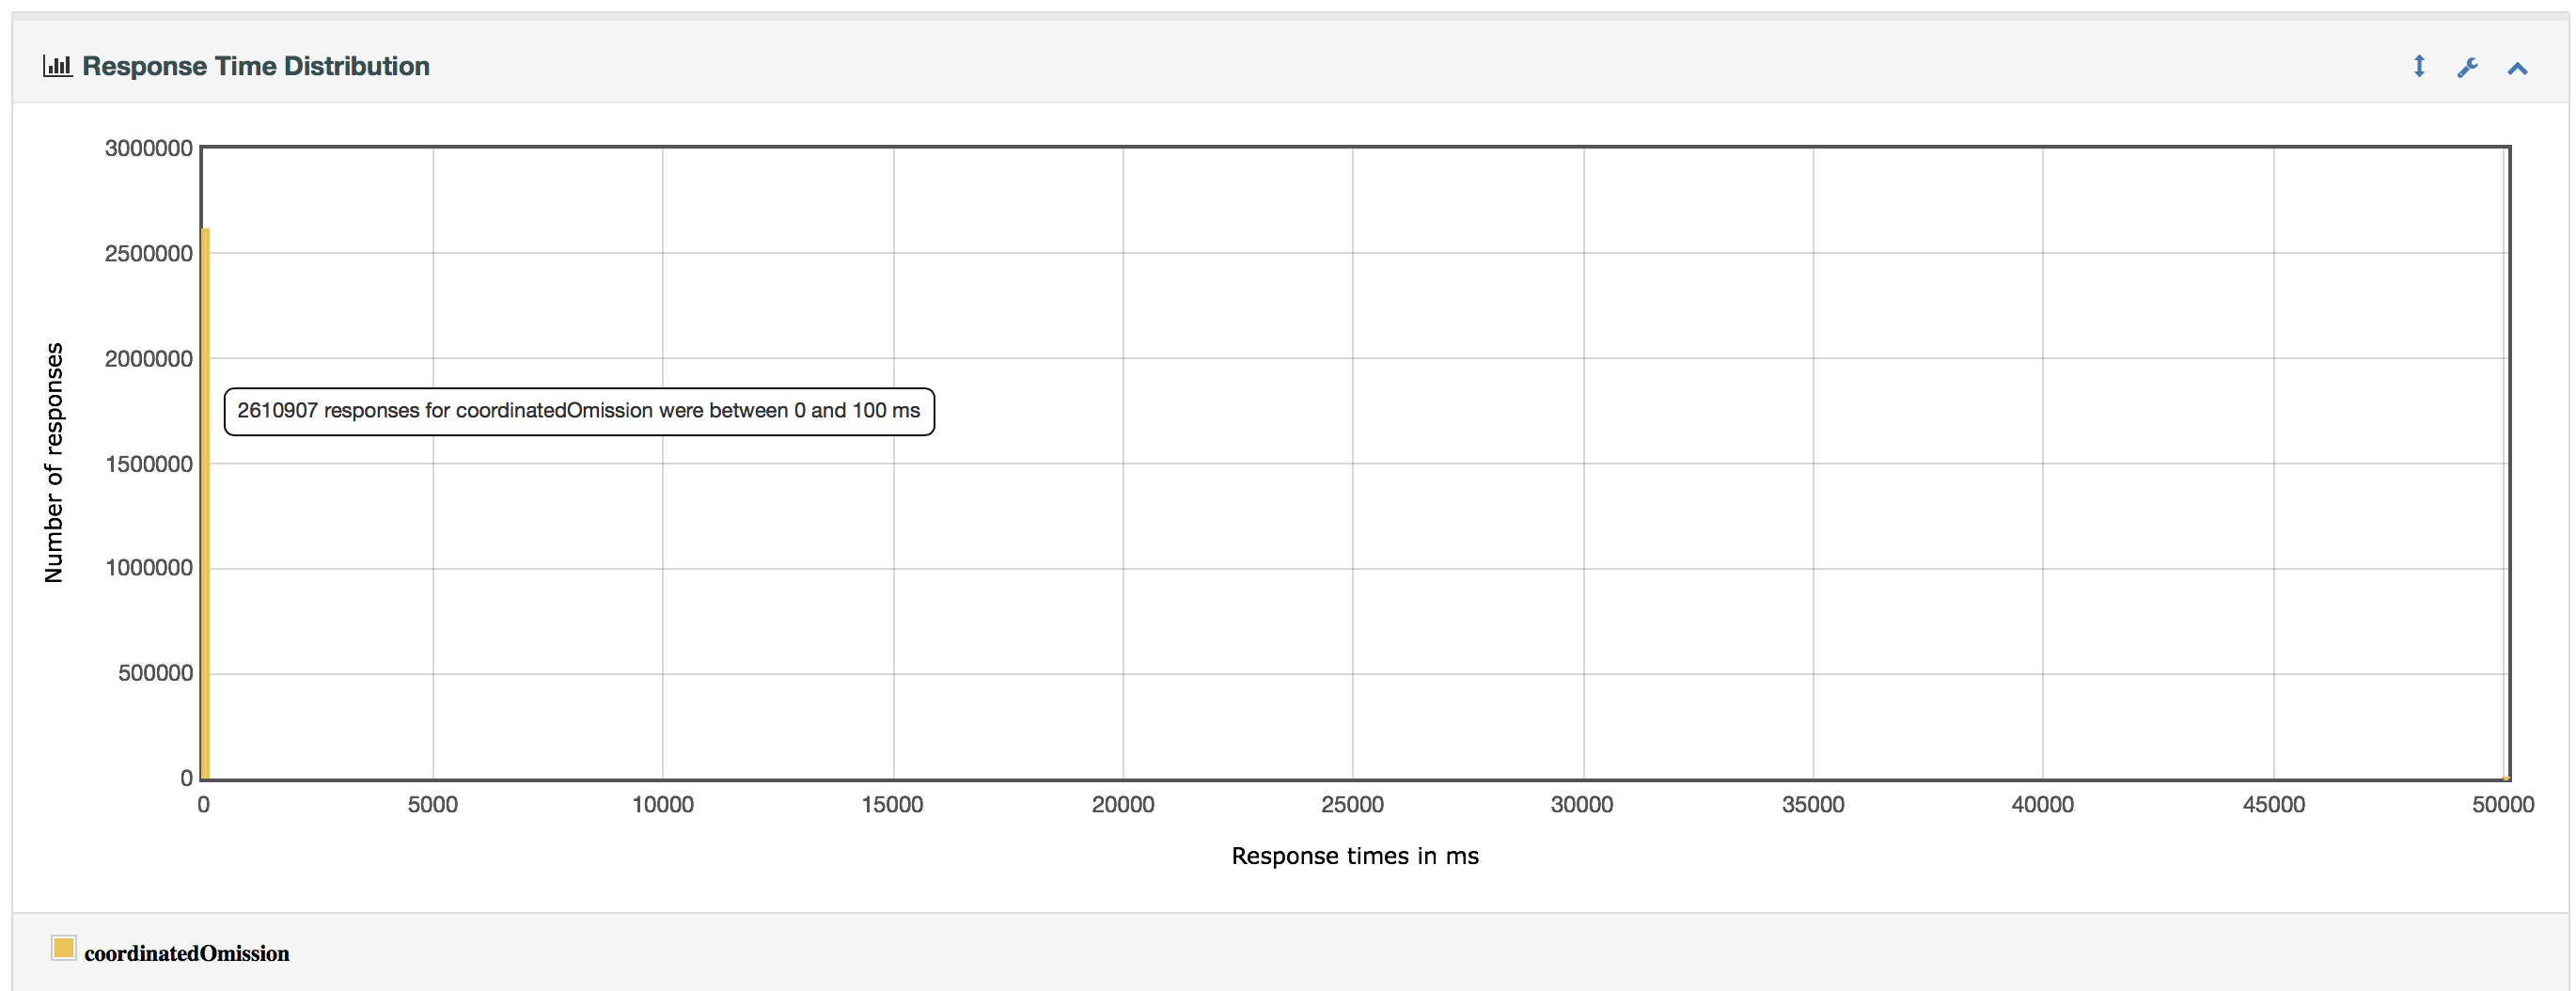 Response Time Distribution
3000000
2500000
2000000
1500000
1000000
500000
0
Number of responses
2610907 responses for coordinatedOmission were between 0 and 100 ms
0 5000 10000 15000 20000 25000 30000 35000 40000 45000 50000
Response times in ms
coordinatedOmission